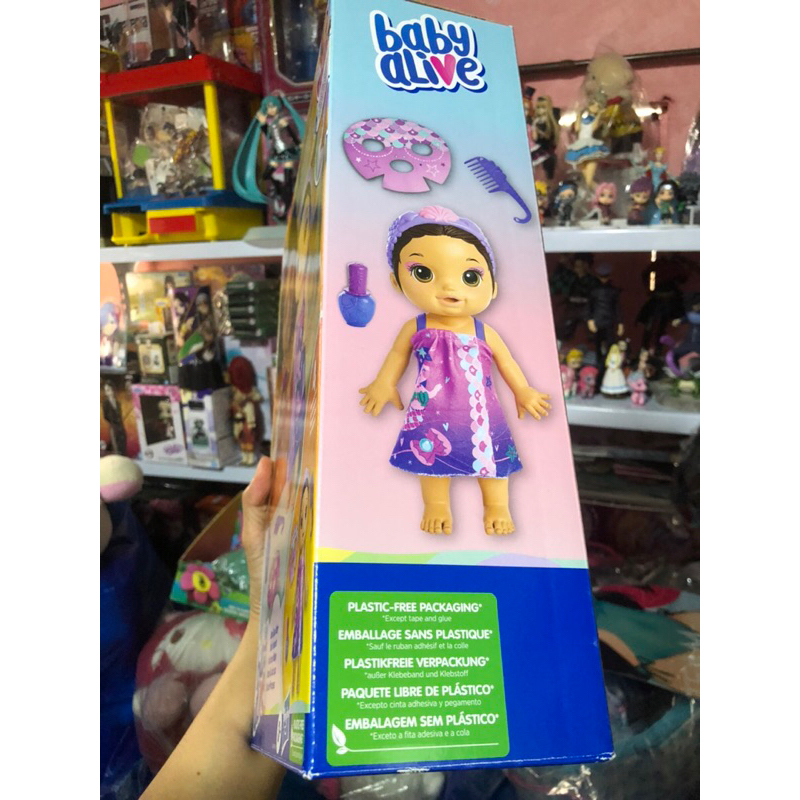 baby
alive
PLASTIC-FREE PACKAGING*
*Except tape and glue
EMBALLAGE SANS PLASTIQUE*
*Sauf le ruban adhésif et la colle
PLASTIKFREIE VERPACKUNG*
*außer Klebeband und Klebstoff
PAQUETE LIBRE DE PLÁSTICO*
*Excepto cinta adhesiva y pegamento
EMBALAGEM SEM PLÁSTICO*
*Exceto a fita adesiva e a cola